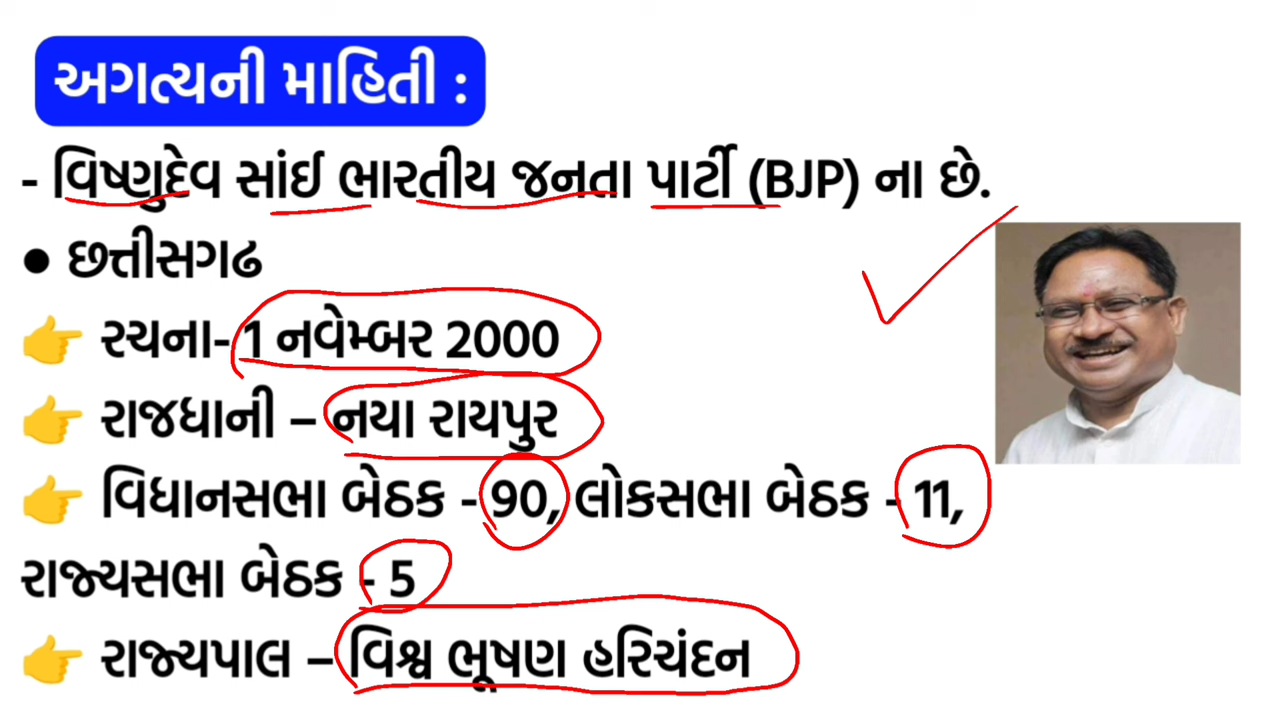 અગત્યની માહિતી :
- વિષ્ણુદેવ સાંઈ ભારતીય જનતા પાર્ટી (BJP) ના છે.
● છત્તીસગઢ
👉 રચના- 1 નવેમ્બર 2000
👉 રાજધાની – નયા રાયપુર
👉 વિધાનસભા બેઠક - 90, લોકસભા બેઠક - 11,
રાજ્યસભા બેઠક - 5
👉 રાજ્યપાલ – વિશ્વ ભૂષણ હરિચંદન